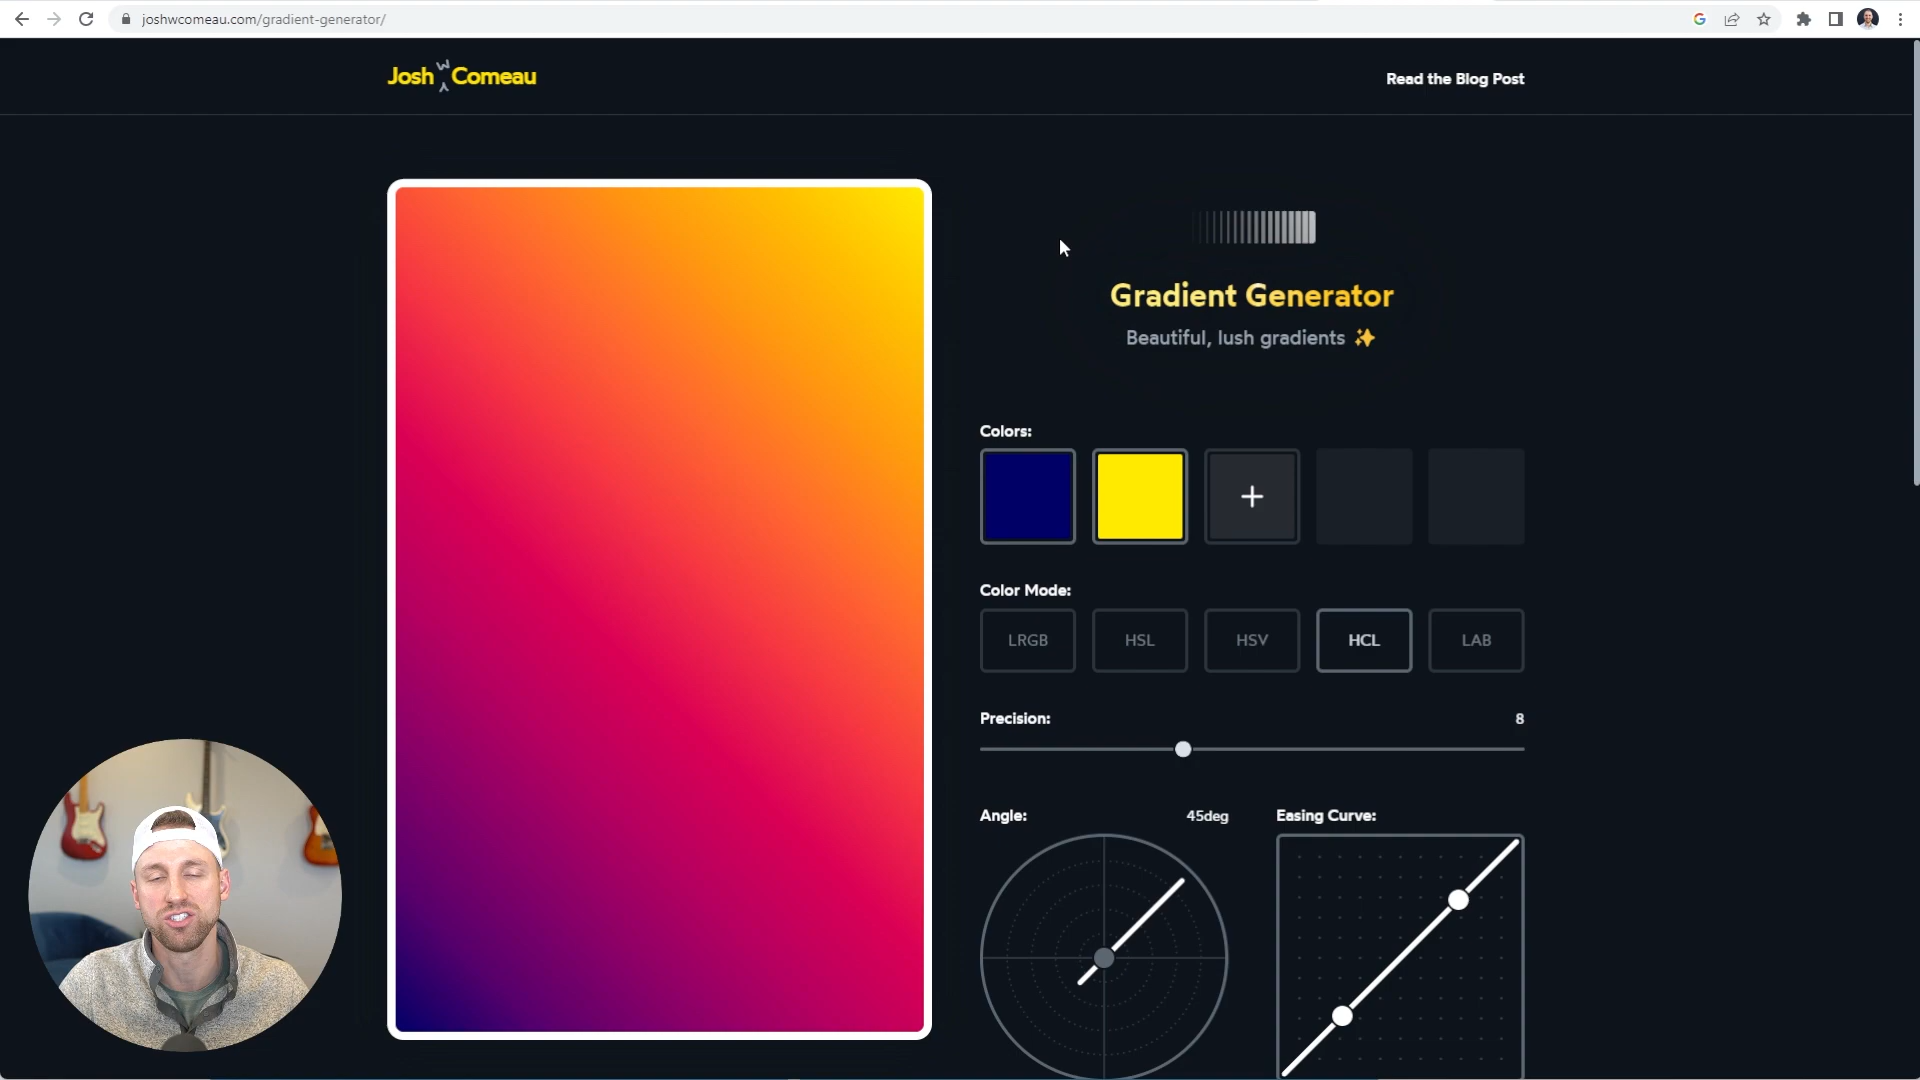 joshwcomeau.com/gradient-generator/
Josh W Comeau
Read the Blog Post
Gradient Generator
Beautiful, lush gradients ✨
Colors:
+
Color Mode:
LRGB HSL HSV HCL LAB
Precision: 8
Angle: 45deg Easing Curve: